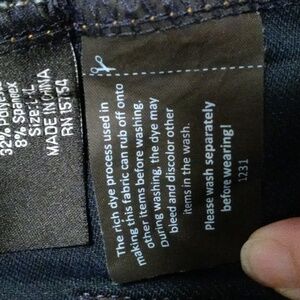 32% Polyester
8% Spandex
Size: L/L
MADE IN CHINA
RN 15754
The rich dye process used in
this fabric can rub off onto
making other items before washing.
During washing, the dye may
bleed and discolor other
items in the wash.
Please wash separately
before wearing!
1231